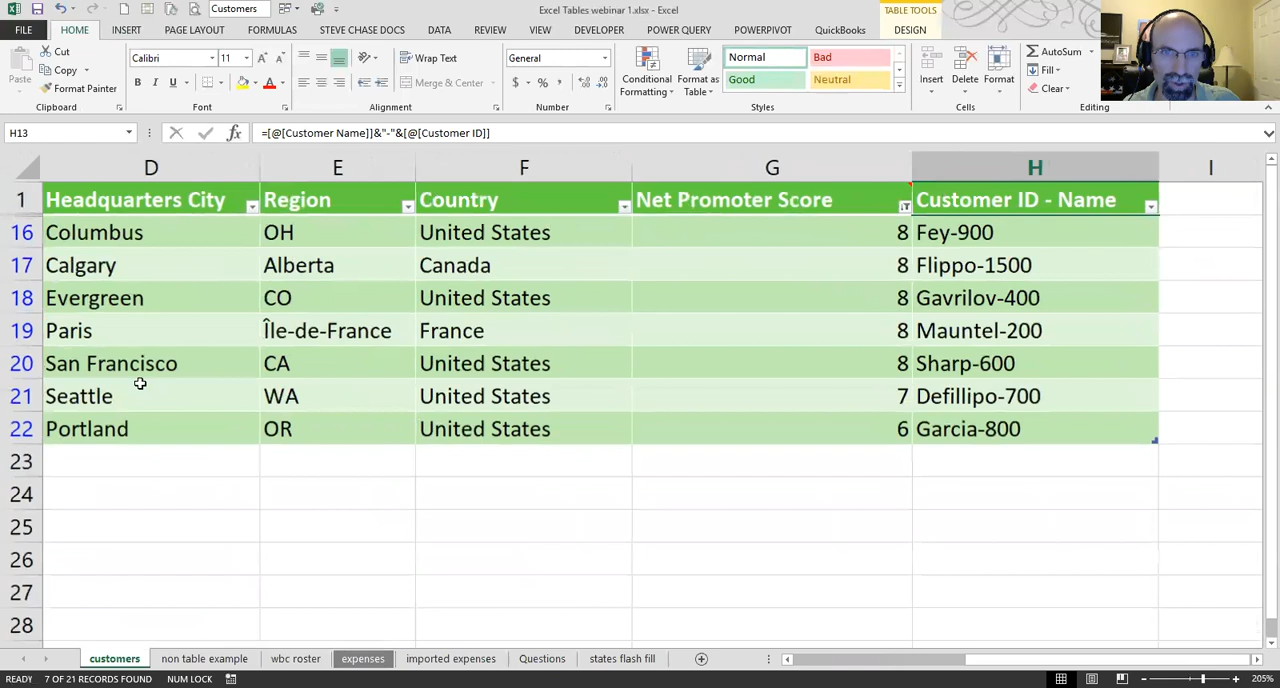 Customers
Excel Tables webinar 1.xlsx - Excel
TABLE TOOLS
FILE HOME INSERT PAGE LAYOUT FORMULAS STEVE CHASE DOCS DATA REVIEW VIEW DEVELOPER POWER QUERY POWERPIVOT QuickBooks DESIGN
Paste
Cut
Copy
Format Painter
Clipboard
Calibri 11
B I U
Font
Wrap Text
Merge & Center
Alignment
General
$ % ,
Number
Conditional Formatting
Format as Table
Normal Bad
Good Neutral
Styles
Insert Delete Format
Cells
AutoSum
Fill
Clear
Editing
H13 fx =[@[Customer Name]]&"-"&[@[Customer ID]]
D E F G H I
1 Headquarters City Region Country Net Promoter Score Customer ID - Name
16 Columbus OH United States 8 Fey-900
17 Calgary Alberta Canada 8 Flippo-1500
18 Evergreen CO United States 8 Gavrilov-400
19 Paris Île-de-France France 8 Mauntel-200
20 San Francisco CA United States 8 Sharp-600
21 Seattle WA United States 7 Defillipo-700
22 Portland OR United States 6 Garcia-800
23
24
25
26
27
28
customers non table example wbc roster expenses imported expenses Questions states flash fill
READY 7 OF 21 RECORDS FOUND NUM LOCK 205%